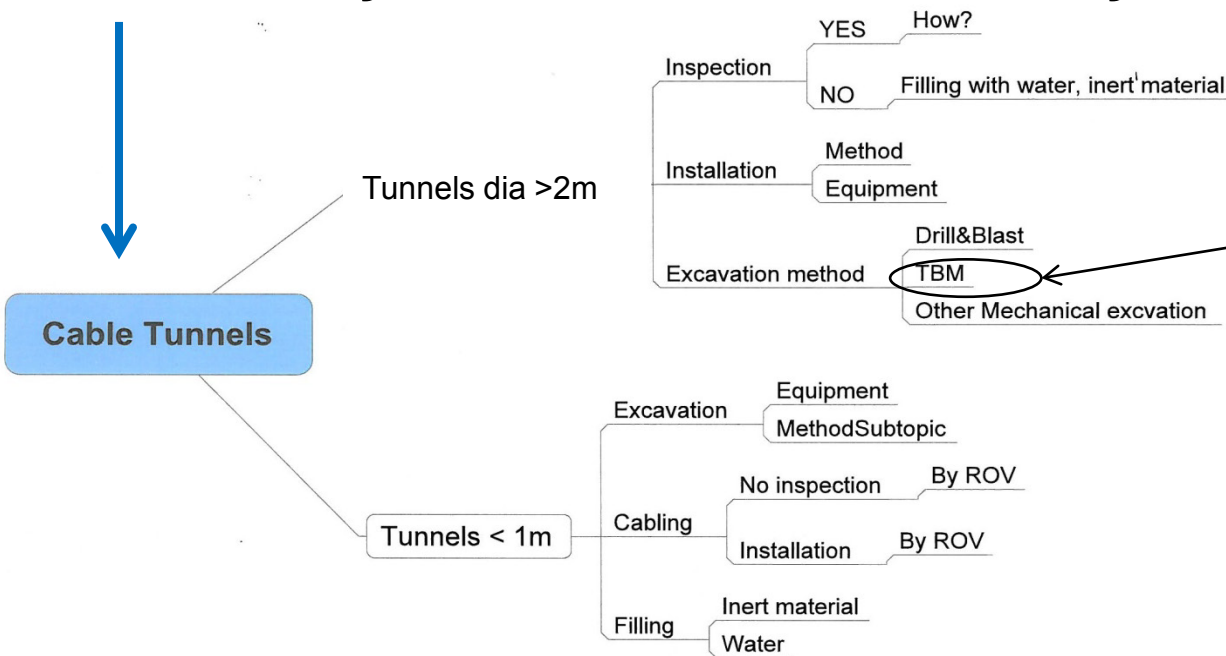 YES
How?
Inspection
NO
Filling with water, inert material
Method
Installation
Equipment
Tunnels dia >2m
Drill&Blast
Excavation method
TBM
Other Mechanical excvation
Cable Tunnels
Equipment
Excavation
MethodSubtopic
No inspection
By ROV
Cabling
Tunnels < 1m
Installation
By ROV
Inert material
Filling
Water